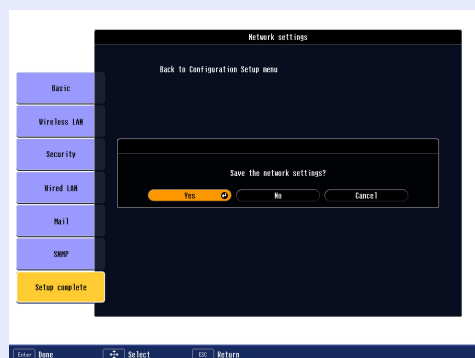 Network settings
Back to Configuration Setup menu
Basic
Wireless LAN
Security
Wired LAN
Mail
SNMP
Setup complete
Save the network settings?
Yes No Cancel
Enter Done Select ESC Return